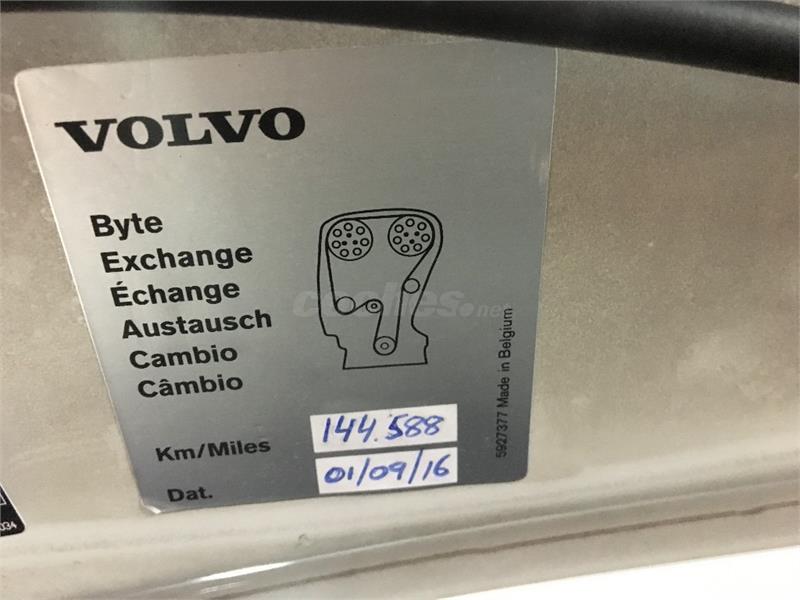 VOLVO
Byte
Exchange
Échange
Austausch
Cambio
Câmbio
coches.net
Km/Miles 144.588
Dat. 01/09/16
5927377 Made in Belgium
034